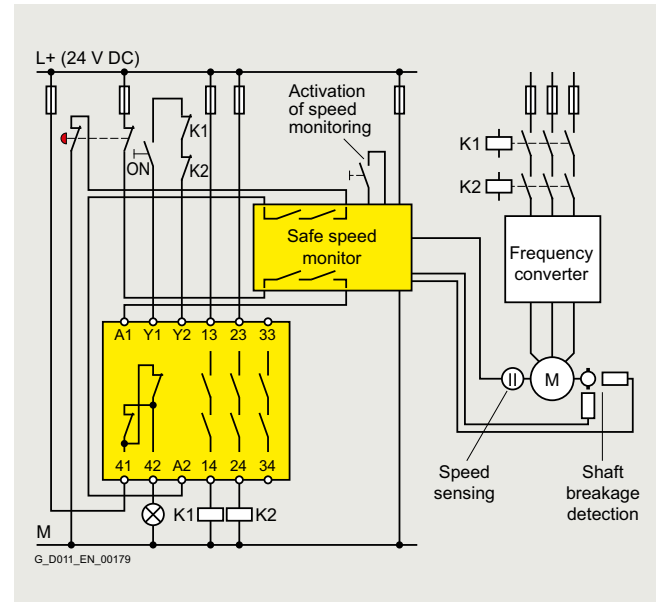 L+ (24 V DC)
Activation
of speed
monitoring
K1
K1
ON
K2
K2
Safe speed
monitor
Frequency
converter
A1 Y1 Y2 13 23 33
M
41 42 A2 14 24 34
Speed
sensing
Shaft
breakage
detection
K1 K2
M
G_D011_EN_00179